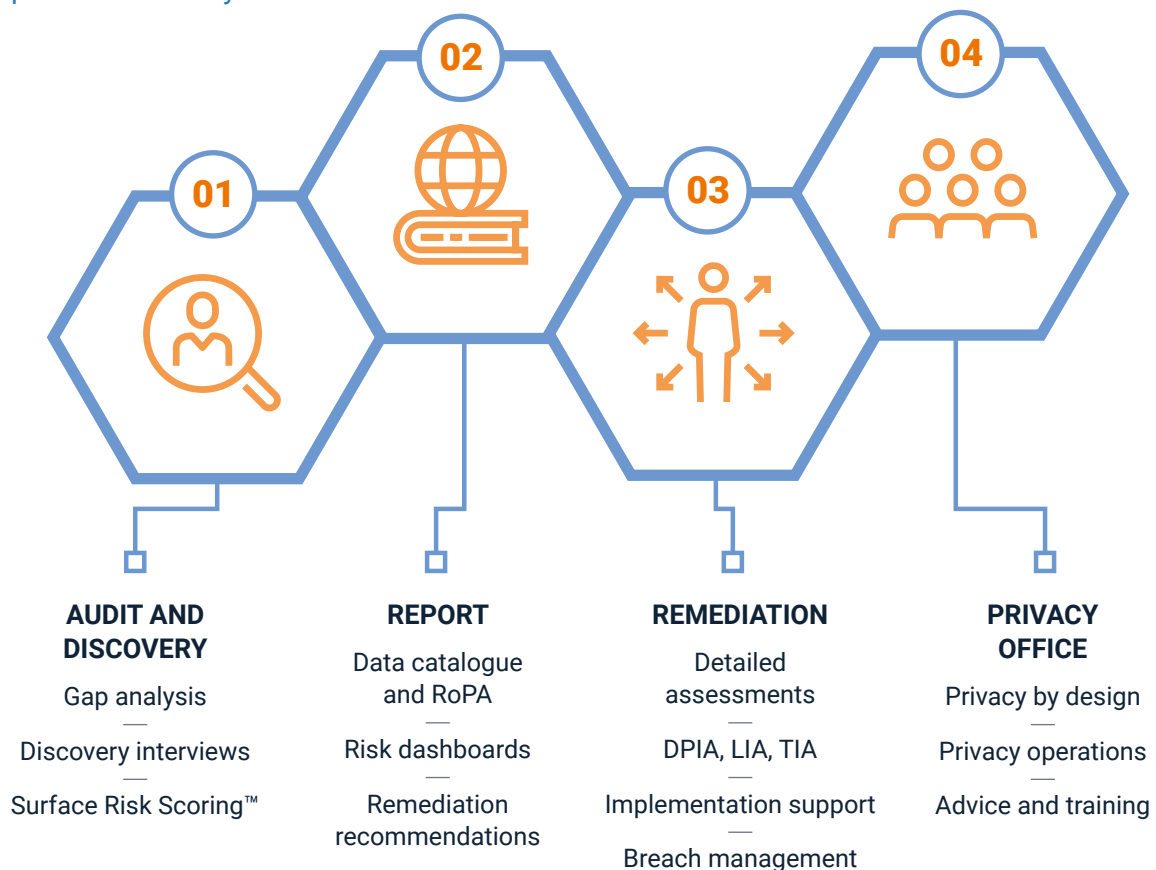 01
02
03
04
AUDIT AND
DISCOVERY
Gap analysis
Discovery interviews
Surface Risk Scoring™
REPORT
Data catalogue
and RoPA
Risk dashboards
Remediation
recommendations
REMEDIATION
Detailed
assessments
DPIA, LIA, TIA
Implementation support
Breach management
PRIVACY
OFFICE
Privacy by design
Privacy operations
Advice and training